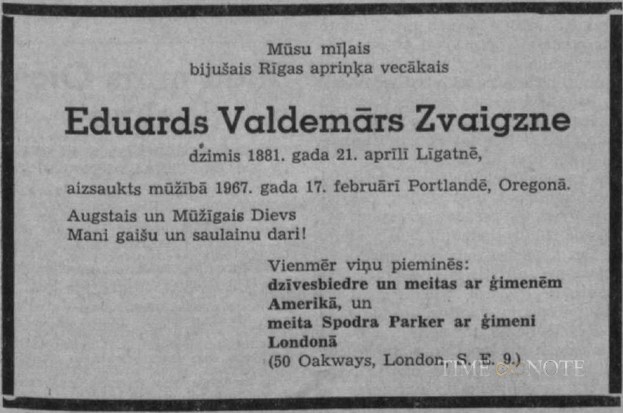 Mūsu mīļais
bijušais Rīgas apriņķa vecākais
Eduards Valdemārs Zvaigzne
dzimis 1881. gada 21. aprīlī Līgatnē,
aizsaukts mūžībā 1967. gada 17. februārī Portlandē, Oregonā.
Augstais un Mūžīgais Dievs
Mani gaišu un saulainu dari!
Vienmēr viņu pieminēs:
dzīvesbiedre un meitas ar ģimenēm
Amerikā, un
meita Spodra Parker ar ģimeni
Londonā
(50 Oakways, London, S. E. 9.)
TIME NOTE